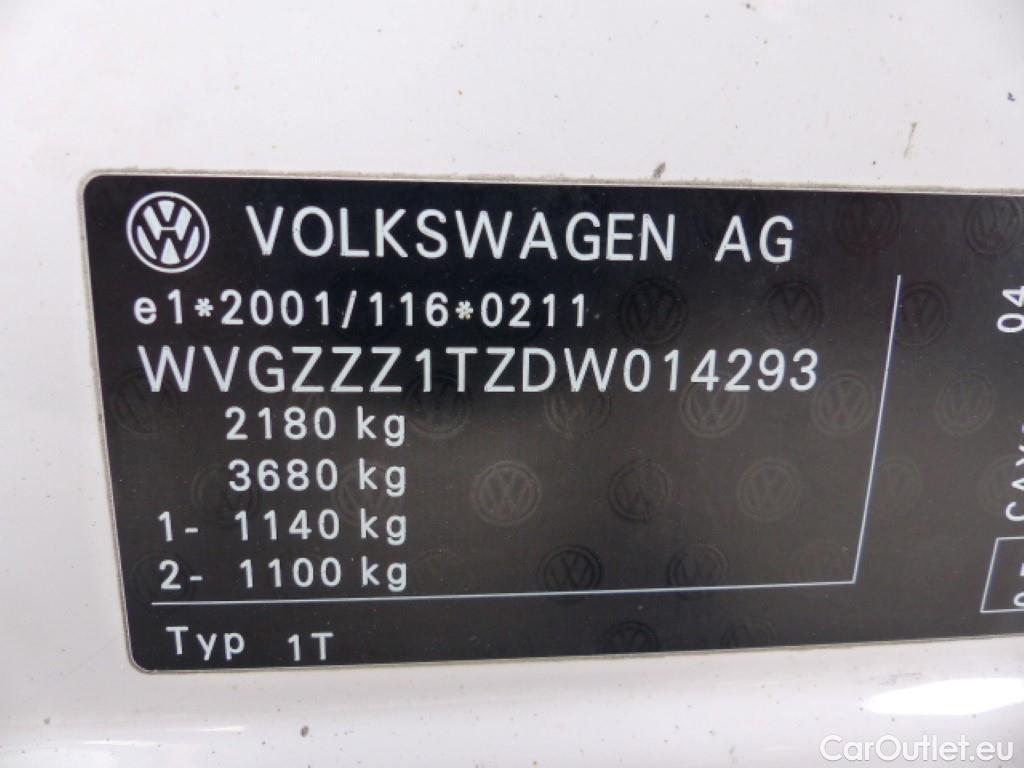 VOLKSWAGEN AG
e1*2001/116*0211
WVGZZZ1TZDW014293
2180 kg
3680 kg
1- 1140 kg
2- 1100 kg
Typ 1T
04
CarOutlet.eu